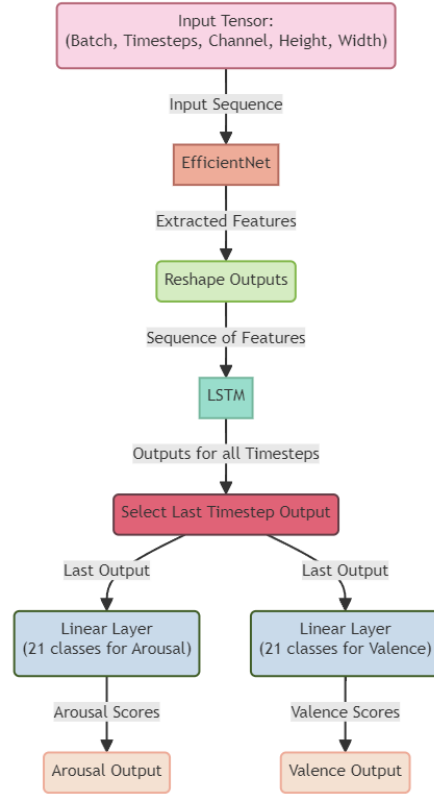 Input Tensor:
(Batch, Timesteps, Channel, Height, Width)
Input Sequence
EfficientNet
Extracted Features
Reshape Outputs
Sequence of Features
LSTM
Outputs for all Timesteps
Select Last Timestep Output
Last Output
Last Output
Linear Layer
(21 classes for Arousal)
Linear Layer
(21 classes for Valence)
Arousal Scores
Valence Scores
Arousal Output
Valence Output